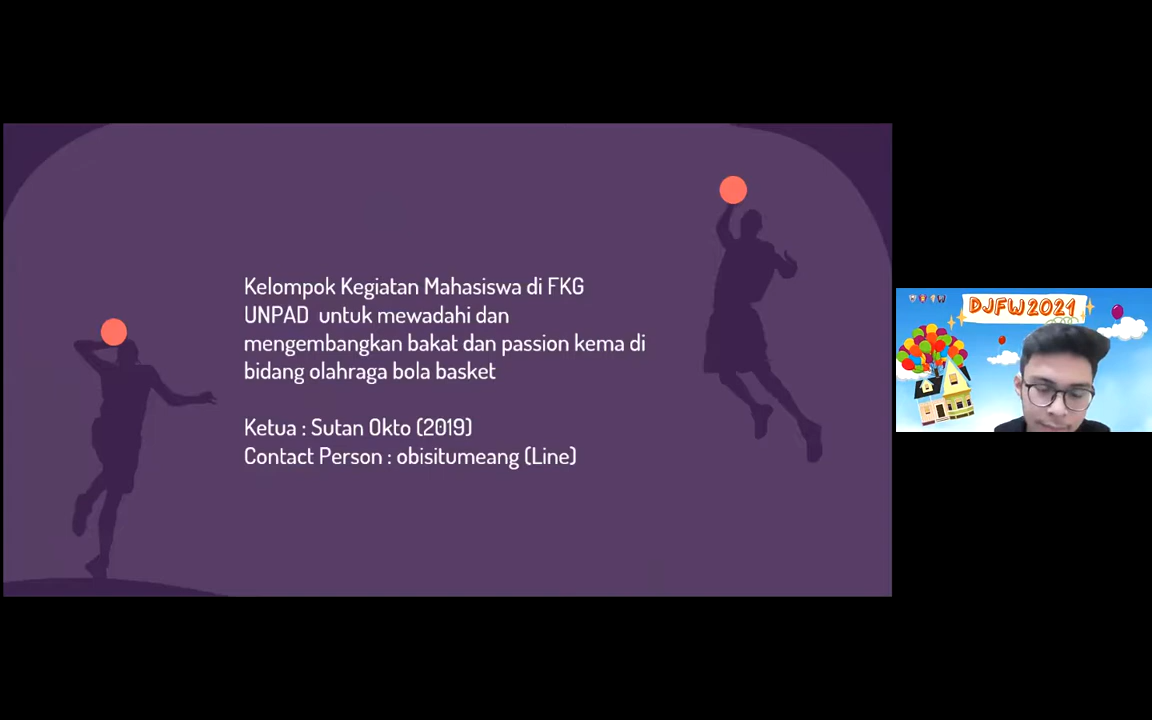 Kelompok Kegiatan Mahasiswa di FKG
UNPAD untuk mewadahi dan
mengembangkan bakat dan passion kema di
bidang olahraga bola basket
Ketua : Sutan Okto (2019)
Contact Person : obisitumeang (Line)
DJFW2021